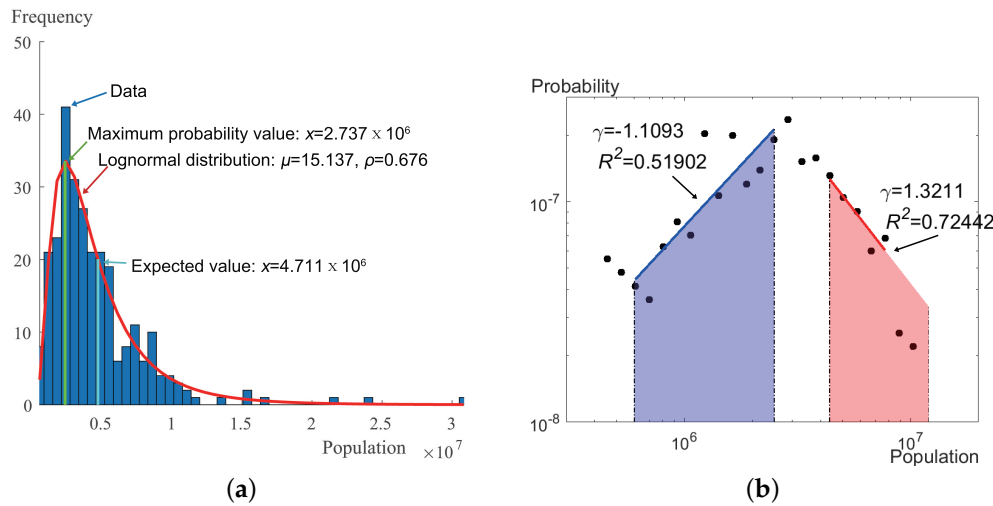 Frequency
50
40
30
20
10
0
Data
Maximum probability value: x=2.737 x 10⁶
Lognormal distribution: μ=15.137, ρ=0.676
Expected value: x=4.711 x 10⁶
0.5 1 1.5 2 2.5 3
Population ×10⁷
(a)
Probability
10⁻⁷
10⁻⁸
γ=-1.1093
R²=0.51902
γ=1.3211
R²=0.72442
10⁶ 10⁷
Population
(b)